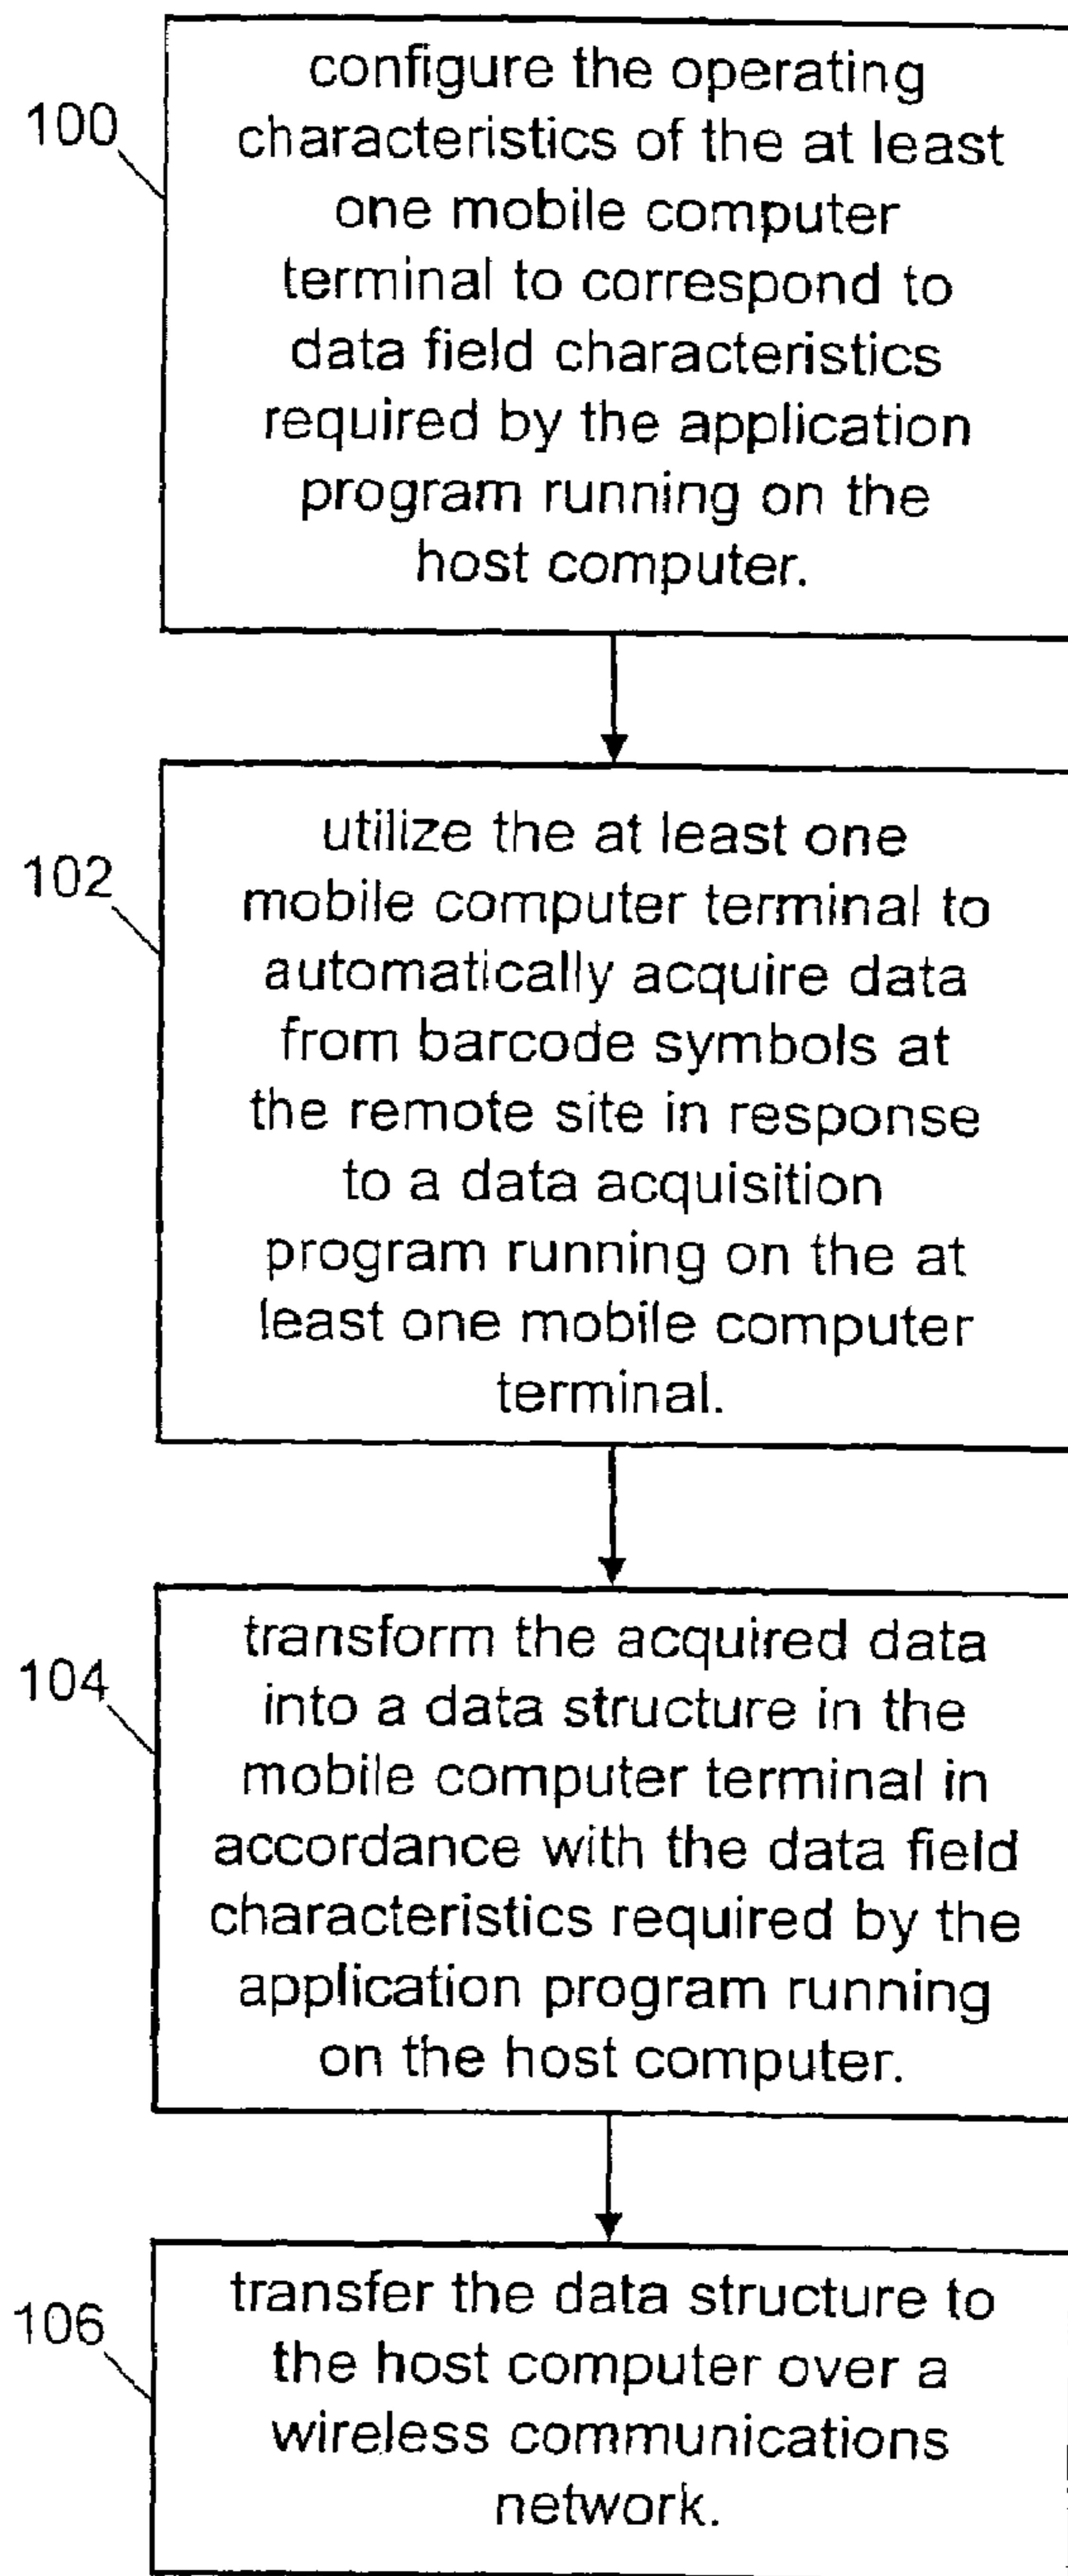 100
configure the operating
characteristics of the at least
one mobile computer
terminal to correspond to
data field characteristics
required by the application
program running on the
host computer.
102
utilize the at least one
mobile computer terminal to
automatically acquire data
from barcode symbols at
the remote site in response
to a data acquisition
program running on the at
least one mobile computer
terminal.
104
transform the acquired data
into a data structure in the
mobile computer terminal in
accordance with the data field
characteristics required by the
application program running
on the host computer.
106
transfer the data structure to
the host computer over a
wireless communications
network.